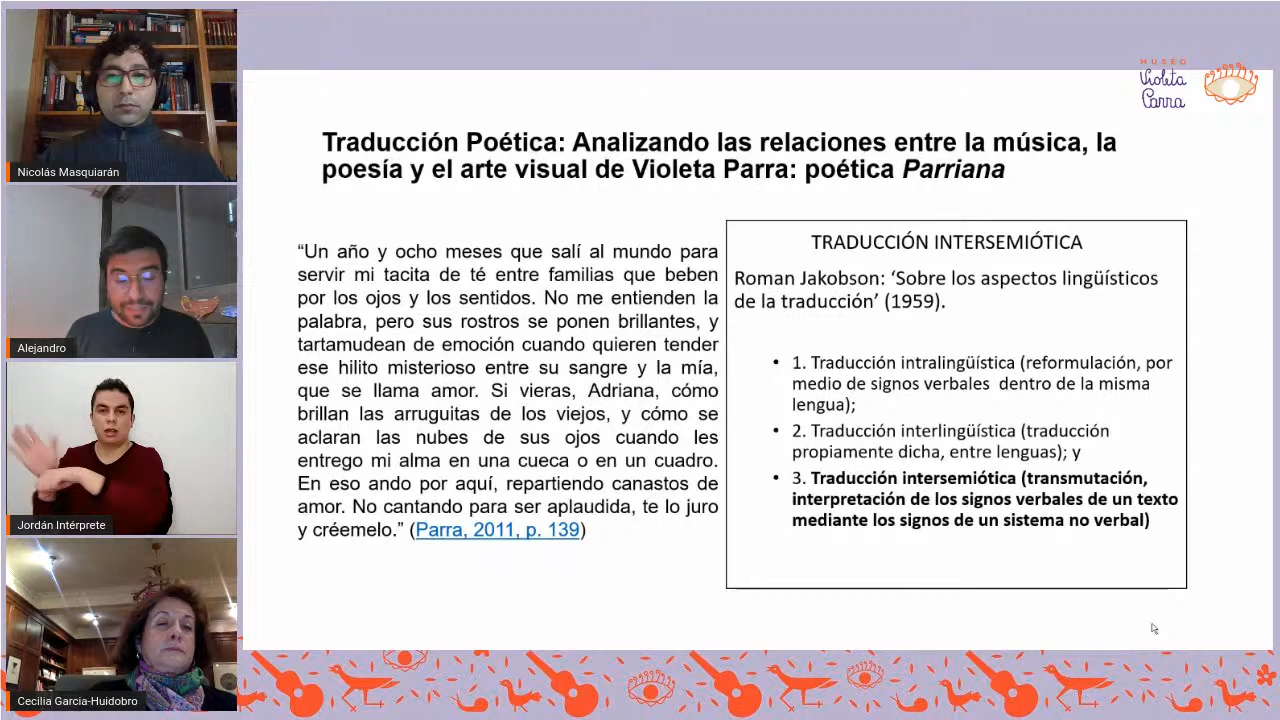 MUSEO
Violeta
Parra
Traducción Poética: Analizando las relaciones entre la música, la
poesía y el arte visual de Violeta Parra: poética Parriana
“Un año y ocho meses que salí al mundo para
servir mi tacita de té entre familias que beben
por los ojos y los sentidos. No me entienden la
palabra, pero sus rostros se ponen brillantes, y
tartamudean de emoción cuando quieren tender
ese hilito misterioso entre su sangre y la mía,
que se llama amor. Si vieras, Adriana, cómo
brillan las arruguitas de los viejos, y cómo se
aclaran las nubes de sus ojos cuando les
entrego mi alma en una cueca o en un cuadro.
En eso ando por aquí, repartiendo canastos de
amor. No cantando para ser aplaudida, te lo juro
y créemelo.” (Parra, 2011, p. 139)
TRADUCCIÓN INTERSEMIÓTICA
Roman Jakobson: ‘Sobre los aspectos lingüísticos
de la traducción’ (1959).
• 1. Traducción intralingüística (reformulación, por
medio de signos verbales dentro de la misma
lengua);
• 2. Traducción interlingüística (traducción
propiamente dicha, entre lenguas); y
• 3. Traducción intersemiótica (transmutación,
interpretación de los signos verbales de un texto
mediante los signos de un sistema no verbal)
Nicolás Masquiarán
Alejandro
Jordán Intérprete
Cecilia Garcia-Huidobro